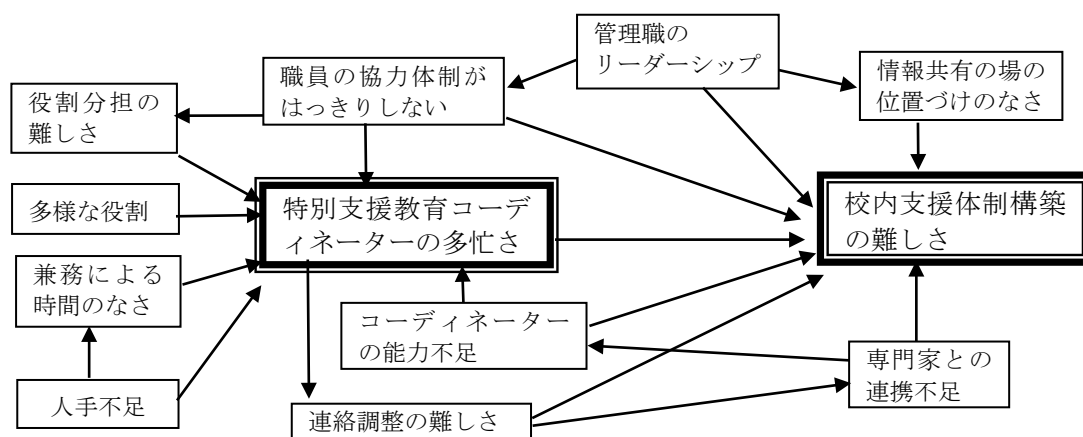 管理職の
リーダーシップ
職員の協力体制が
はっきりしない
情報共有の場の
位置づけのなさ
役割分担の
難しさ
多様な役割
特別支援教育コーデ
ィネーターの多忙さ
校内支援体制構築
の難しさ
兼務による
時間のなさ
コーディネーター
の能力不足
専門家との
連携不足
人手不足
連絡調整の難しさ